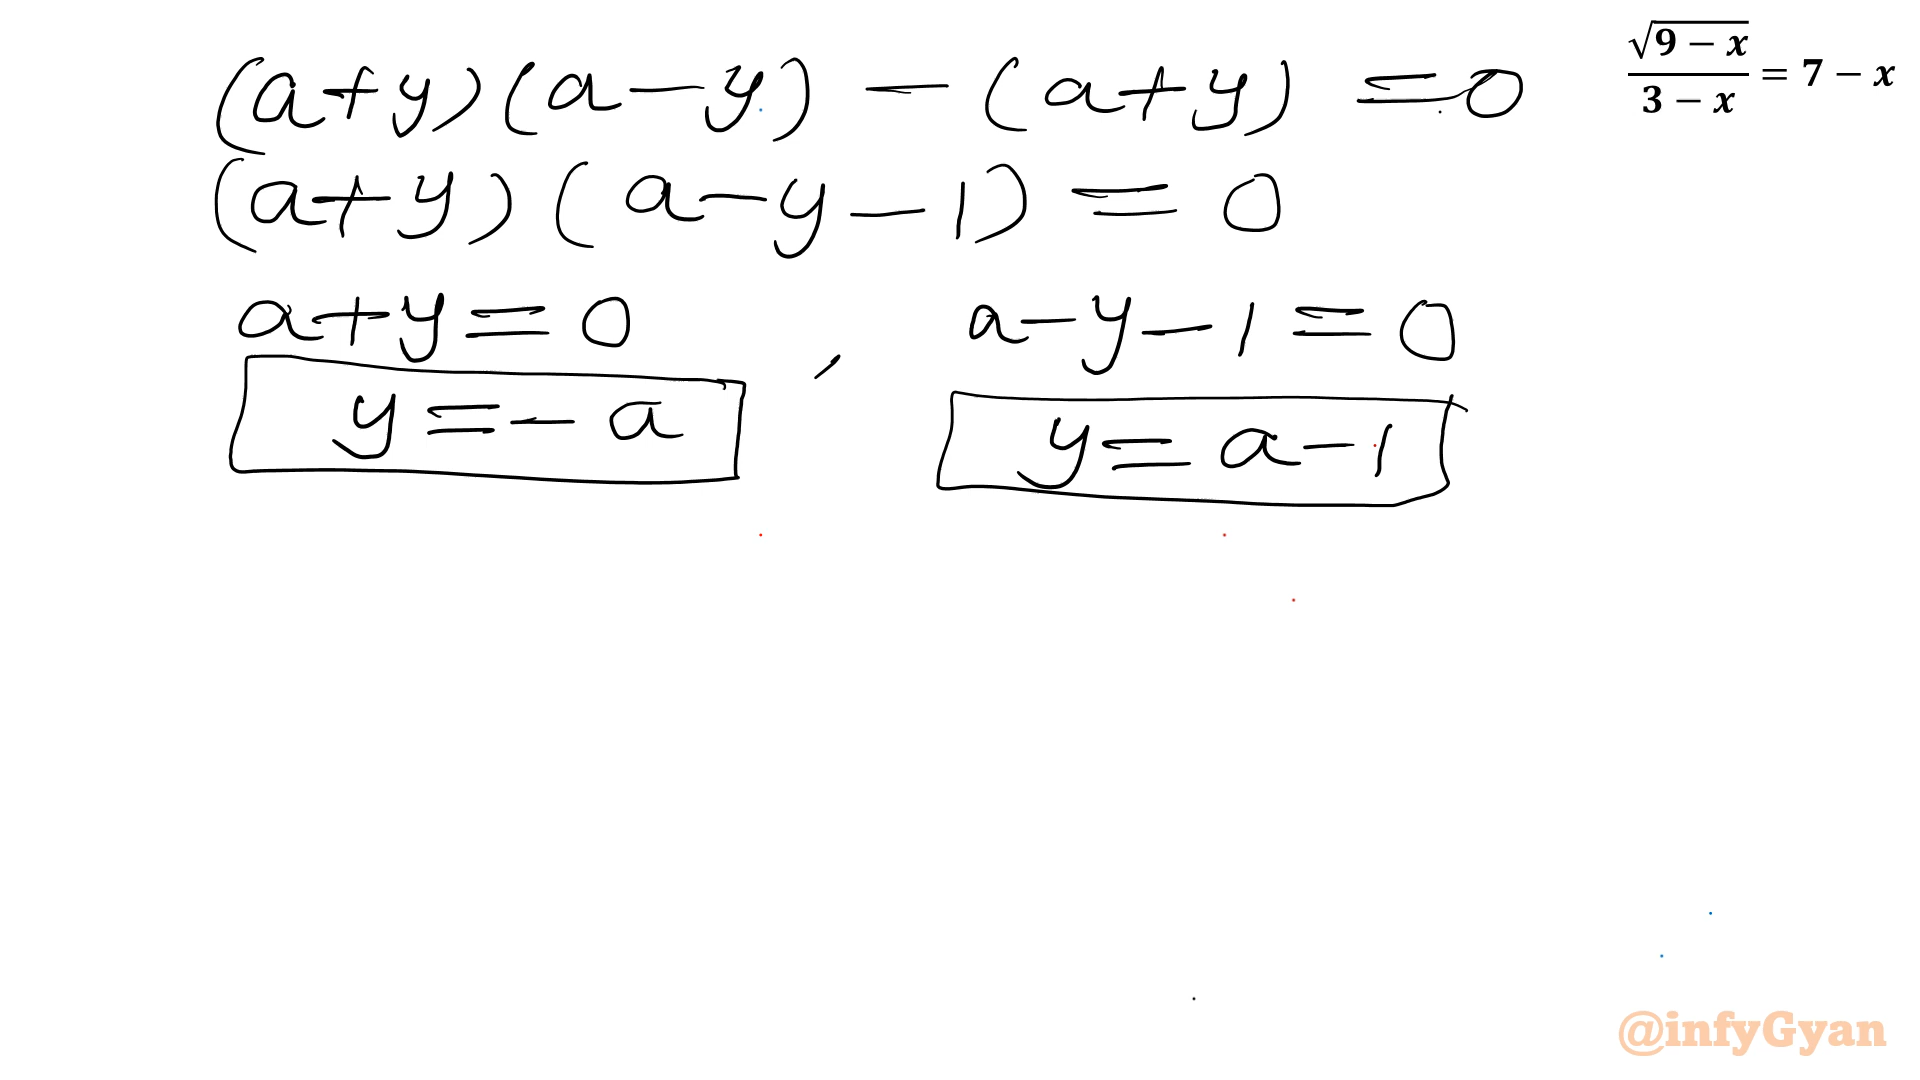 (a+y)(a-y) - (a+y) = 0
(a+y)(a-y-1) = 0
a+y=0 , a-y-1=0
y=-a y=a-1
√(9 − x)/(3 − x) = 7 − x
@infyGyan